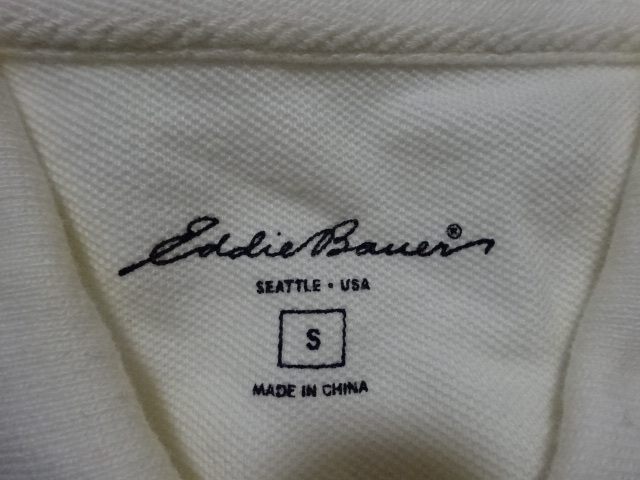 Eddie Bauer®
SEATTLE • USA
S
MADE IN CHINA